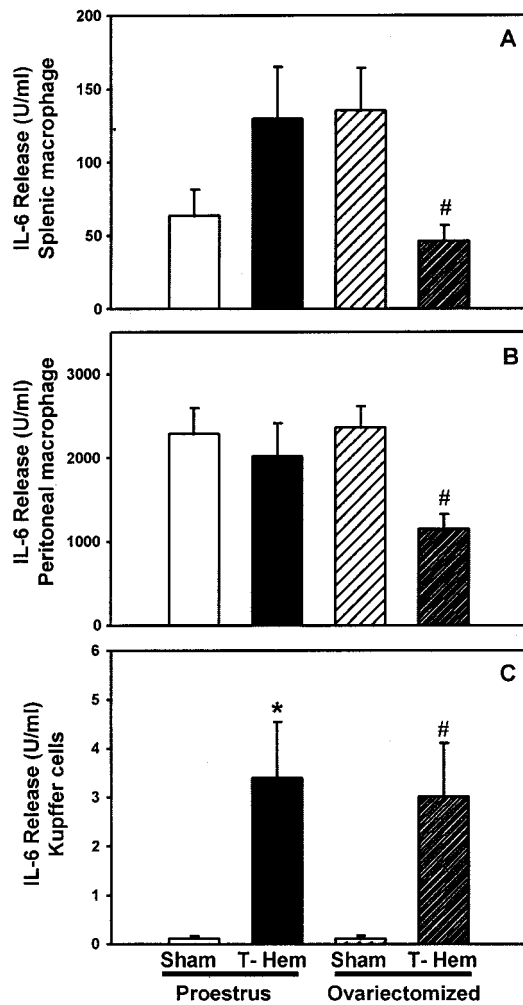 A
IL-6 Release (U/ml)
Splenic macrophage
200
150
100
50
0
#
B
IL-6 Release (U/ml)
Peritoneal macrophage
3000
2000
1000
0
#
C
IL-6 Release (U/ml)
Kupffer cells
6
5
4
3
2
1
0
*
#
Sham T- Hem Sham T- Hem
Proestrus Ovariectomized